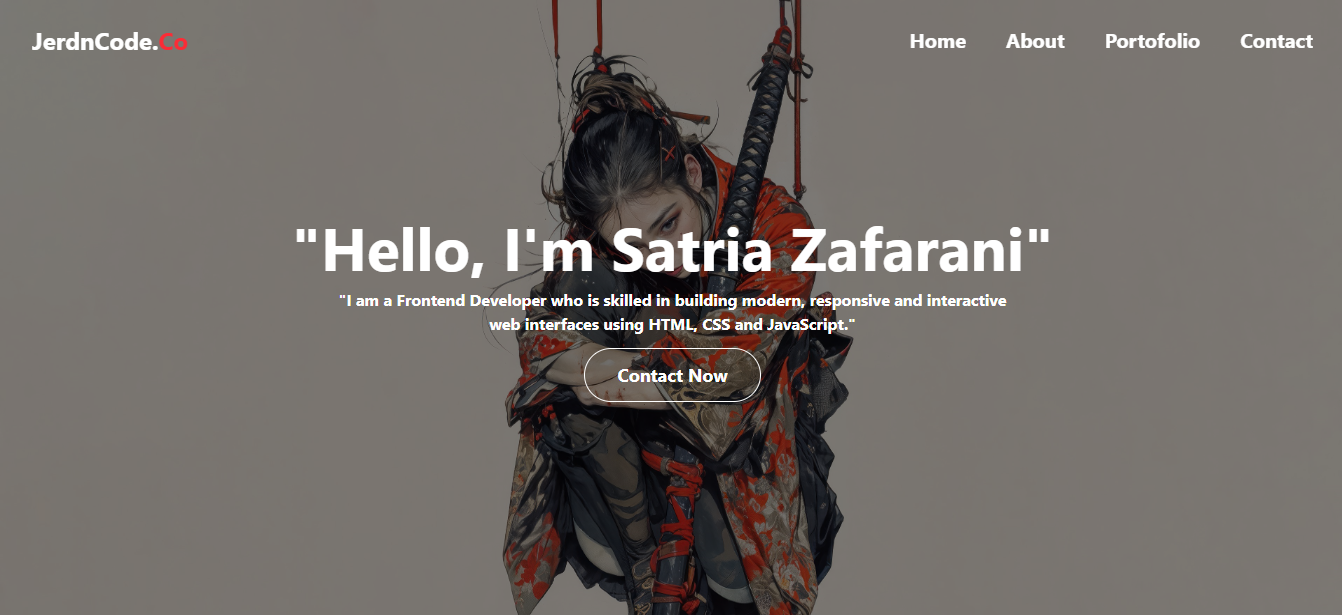 JerdnCode.Co
Home About Portofolio Contact
"Hello, I'm Satria Zafarani"
"I am a Frontend Developer who is skilled in building modern, responsive and interactive
web interfaces using HTML, CSS and JavaScript."
Contact Now